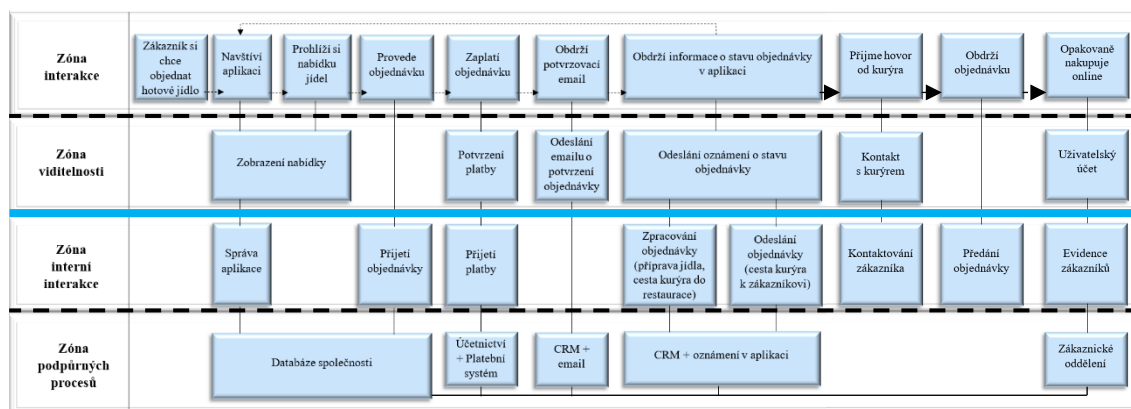 Zóna
interakce
Zákazník si
chce
objednat
hotové jídlo
Navštíví
aplikaci
Prohlíží si
nabídku
jídel
Provede
objednávku
Zaplatí
objednávku
Obdrží
potvrzovací
email
Obdrží informace o stavu objednávky
v aplikaci
Přijme hovor
od kurýra
Obdrží
objednávku
Opakovaně
nakupuje
online
Zóna
viditelnosti
Zobrazení nabídky
Potvrzení
platby
Odeslání
emailu o
potvrzení
objednávky
Odeslání oznámení o stavu
objednávky
Kontakt
s kurýrem
Uživatelský
účet
Zóna
interní
interakce
Správa
aplikace
Přijetí
objednávky
Přijetí
platby
Zpracování
objednávky
(příprava jídla,
cesta kurýra do
restaurace)
Odeslání
objednávky
(cesta kurýra
k zákazníkovi)
Kontaktování
zákazníka
Předání
objednávky
Evidence
zákazníků
Zóna
podpůrných
procesů
Databáze společnosti
Účetnictví
+ Platební
systém
CRM +
email
CRM + oznámení v aplikaci
Zákaznické
oddělení